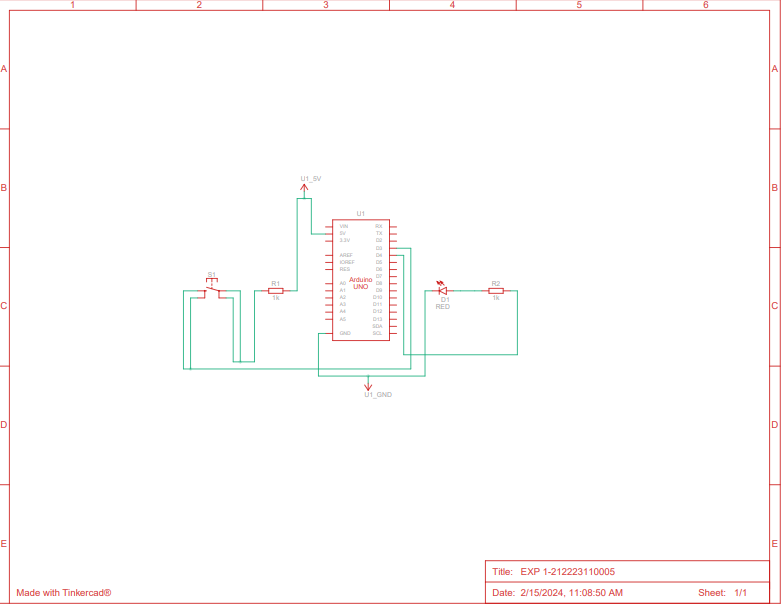 1 2 3 4 5 6
A A
B B
C C
D D
E E
U1_5V
U1
VIN RX
5V TX
3.3V D2
D3
AREF D4
IOREF D5
RES D6
D7
Arduino
UNO
A0 D8
A1 D9
A2 D10
A3 D11
A4 D12
A5 D13
SDA
GND SCL
S1
R1
1k
D1
RED
R2
1k
U1_GND
Title: EXP 1-212223110005
Made with Tinkercad®
Date: 2/15/2024, 11:08:50 AM Sheet: 1/1